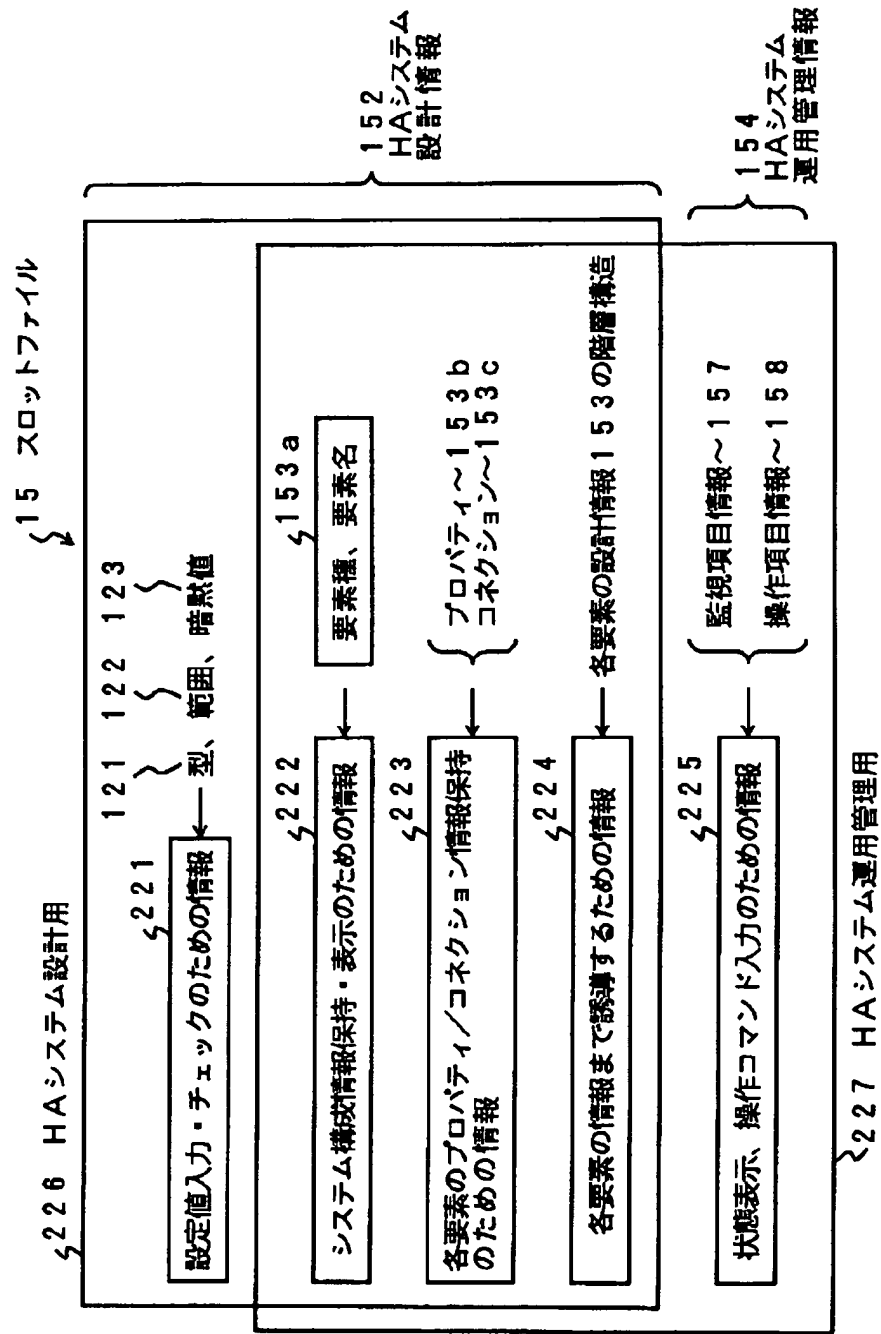 15 スロットファイル
226 HAシステム設計用
121 122 123
221
設定値入力・チェックのための情報
型、範囲、暗黙値
152
HAシステム
設計情報
222
システム構成情報保持・表示のための情報
153a
要素種、要素名
223
各要素のプロパティ/コネクション情報保持
のための情報
プロパティ~153b
コネクション~153c
224
各要素の情報まで誘導するための情報
各要素の設計情報153の階層構造
225
状態表示、操作コマンド入力のための情報
監視項目情報~157
操作項目情報~158
154
HAシステム
運用管理情報
227 HAシステム運用管理用